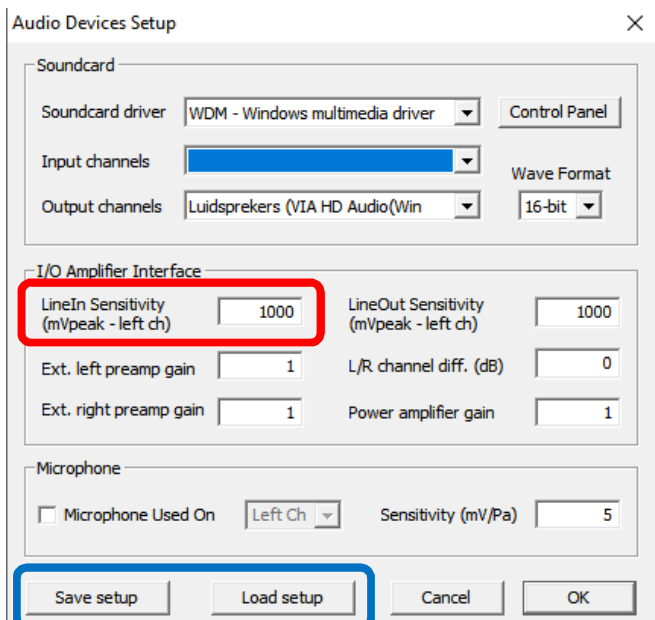 Audio Devices Setup
Soundcard
Soundcard driver WDM - Windows multimedia driver Control Panel
Input channels
Wave Format
Output channels Luidsprekers (VIA HD Audio(Win 16-bit
I/O Amplifier Interface
LineIn Sensitivity
(mVpeak - left ch) 1000
LineOut Sensitivity
(mVpeak - left ch) 1000
Ext. left preamp gain 1 L/R channel diff. (dB) 0
Ext. right preamp gain 1 Power amplifier gain 1
Microphone
Microphone Used On Left Ch Sensitivity (mV/Pa) 5
Save setup Load setup Cancel OK